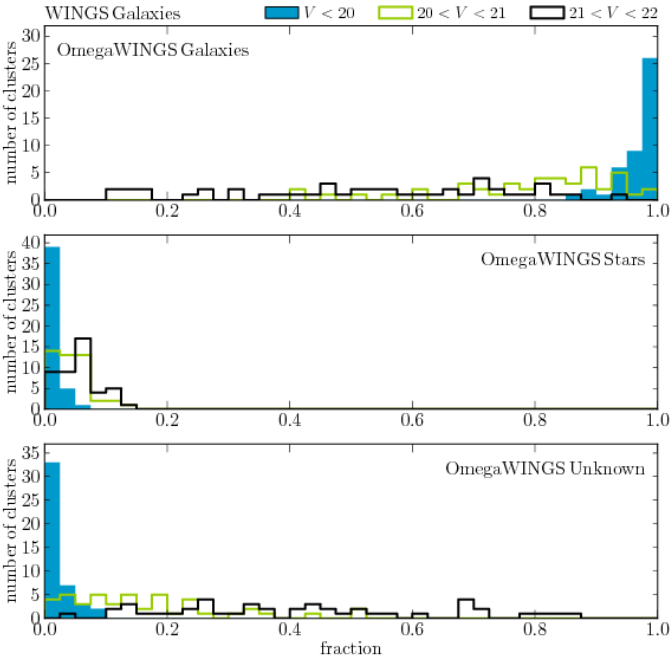 WINGS Galaxies V < 20 20 < V < 21 21 < V < 22
OmegaWINGS Galaxies
number of clusters
30
25
20
15
10
5
0
0.0 0.2 0.4 0.6 0.8 1.0
OmegaWINGS Stars
number of clusters
40
35
30
25
20
15
10
5
0
0.0 0.2 0.4 0.6 0.8 1.0
OmegaWINGS Unknown
number of clusters
35
30
25
20
15
10
5
0
0.0 0.2 0.4 0.6 0.8 1.0
fraction